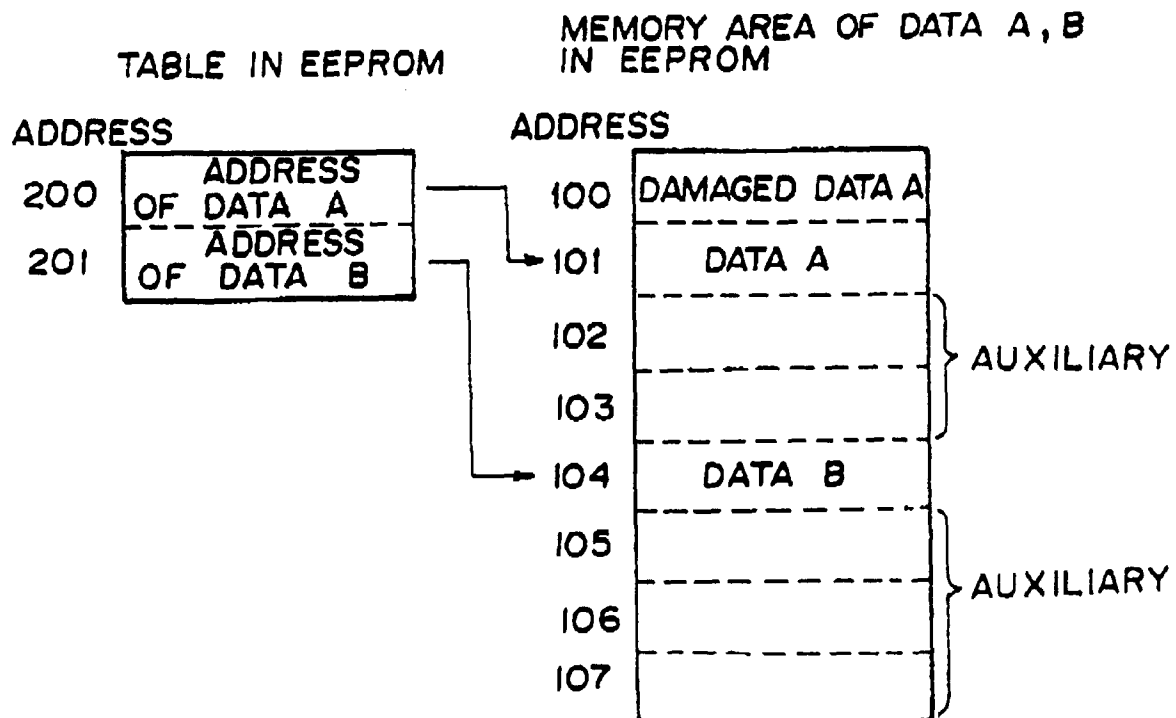 TABLE IN EEPROM
ADDRESS
200
ADDRESS
OF DATA A
201
ADDRESS
OF DATA B
MEMORY AREA OF DATA A, B
IN EEPROM
ADDRESS
100 DAMAGED DATA A
101 DATA A
102
103
AUXILIARY
104 DATA B
105
106
107
AUXILIARY